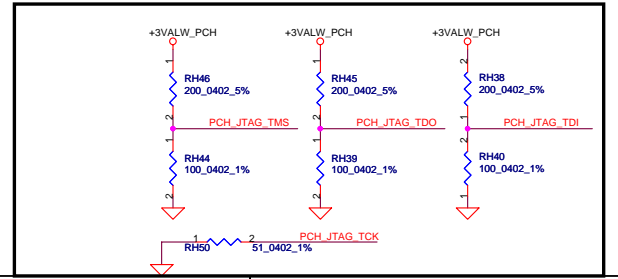 +3VALW_PCH +3VALW_PCH +3VALW_PCH
1 1 2
RH46 RH45 RH38
200_0402_5% 200_0402_5% 200_0402_5%
2 2 1
PCH_JTAG_TMS PCH_JTAG_TDO PCH_JTAG_TDI
1 1 2
RH44 RH39 RH40
100_0402_1% 100_0402_1% 100_0402_1%
2 2 1
1 2 PCH_JTAG_TCK
RH50 51_0402_1%